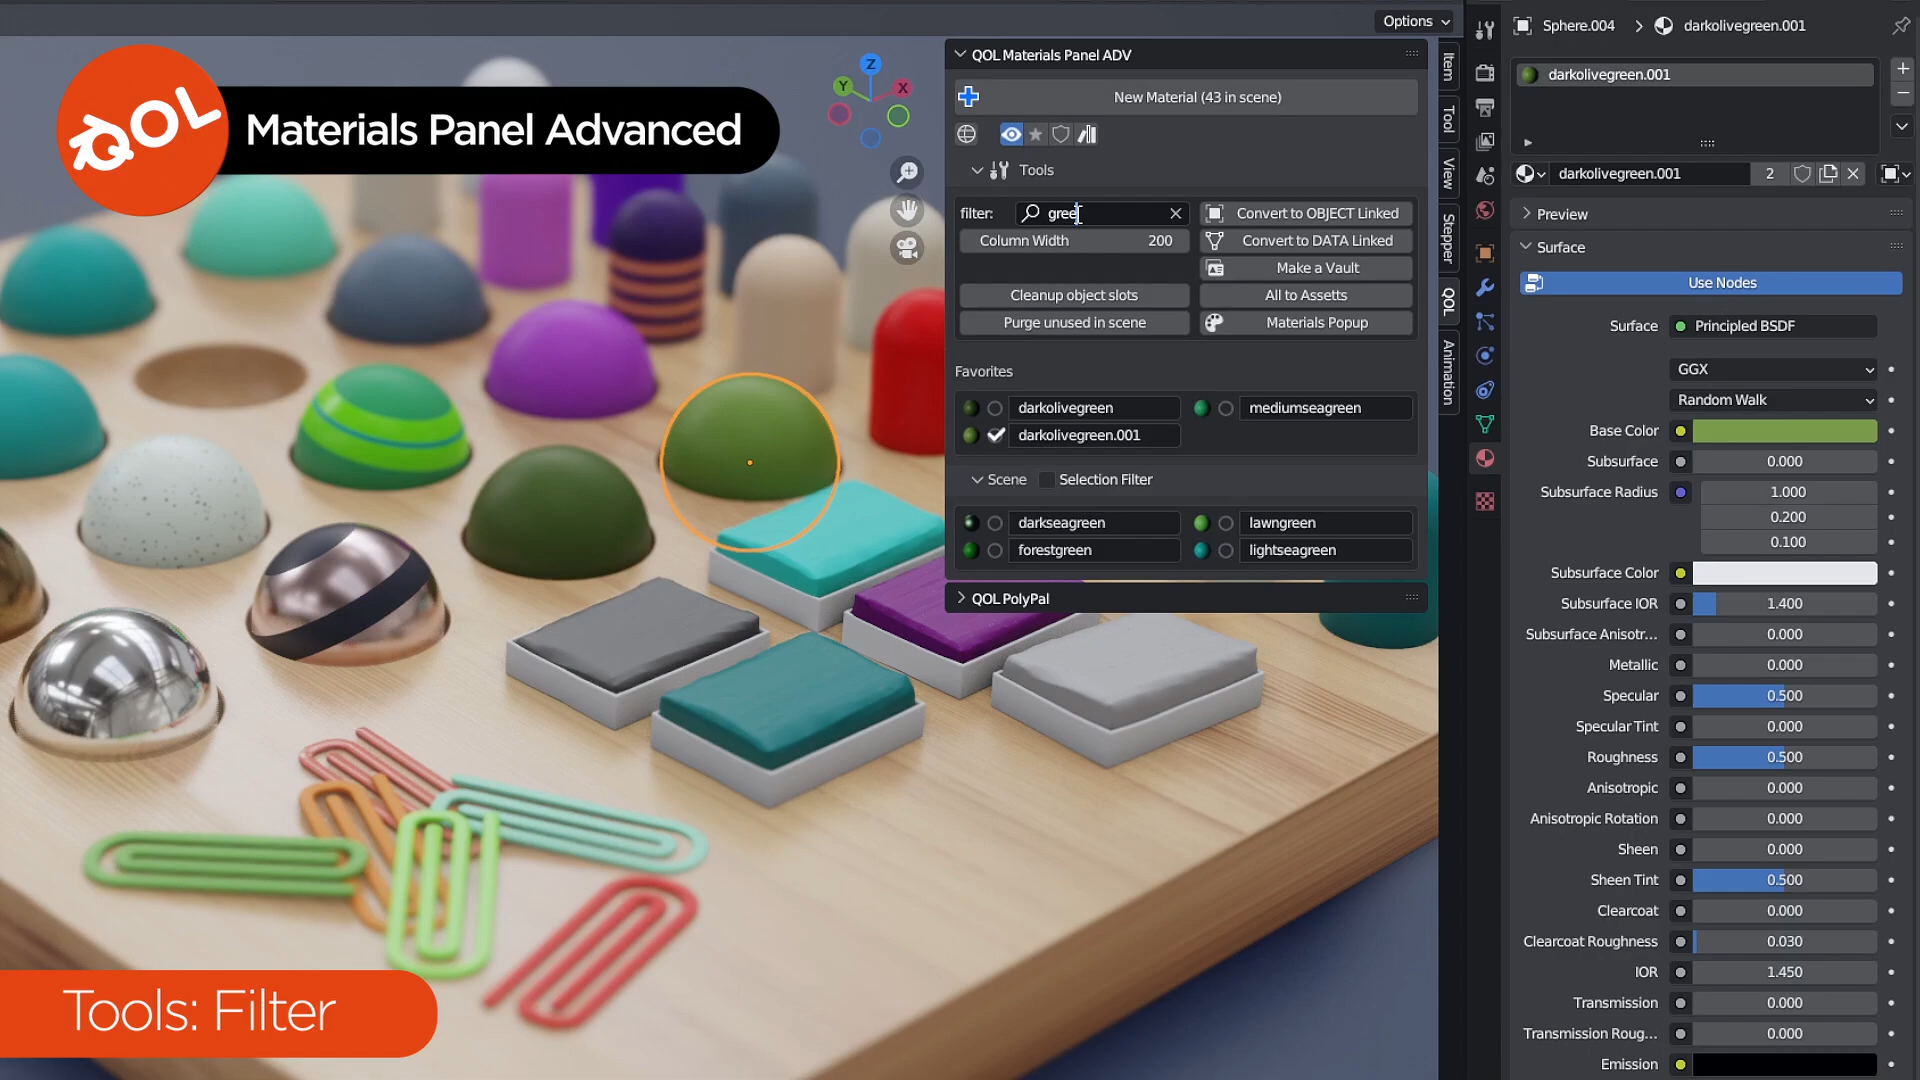 QOL
Materials Panel Advanced
Options
Z
Y
X
QOL Materials Panel ADV
New Material (43 in scene)
Tools
filter:
gree
Convert to OBJECT Linked
Column Width
200
Convert to DATA Linked
Make a Vault
Cleanup object slots
All to Assetts
Purge unused in scene
Materials Popup
Favorites
darkolivegreen
mediumseagreen
darkolivegreen.001
Scene
Selection Filter
darkseagreen
lawngreen
forestgreen
lightseagreen
QOL PolyPal
Item
Tool
View
Stepper
QOL
Animation
Sphere.004
darkolivegreen.001
darkolivegreen.001
darkolivegreen.001
2
Preview
Surface
Use Nodes
Surface
Principled BSDF
GGX
Random Walk
Base Color
Subsurface
0.000
Subsurface Radius
1.000
0.200
0.100
Subsurface Color
Subsurface IOR
1.400
Subsurface Anisotr...
0.000
Metallic
0.000
Specular
0.500
Specular Tint
0.000
Roughness
0.500
Anisotropic
0.000
Anisotropic Rotation
0.000
Sheen
0.000
Sheen Tint
0.500
Clearcoat
0.000
Clearcoat Roughness
0.030
IOR
1.450
Transmission
0.000
Transmission Roug...
0.000
Emission
Tools: Filter